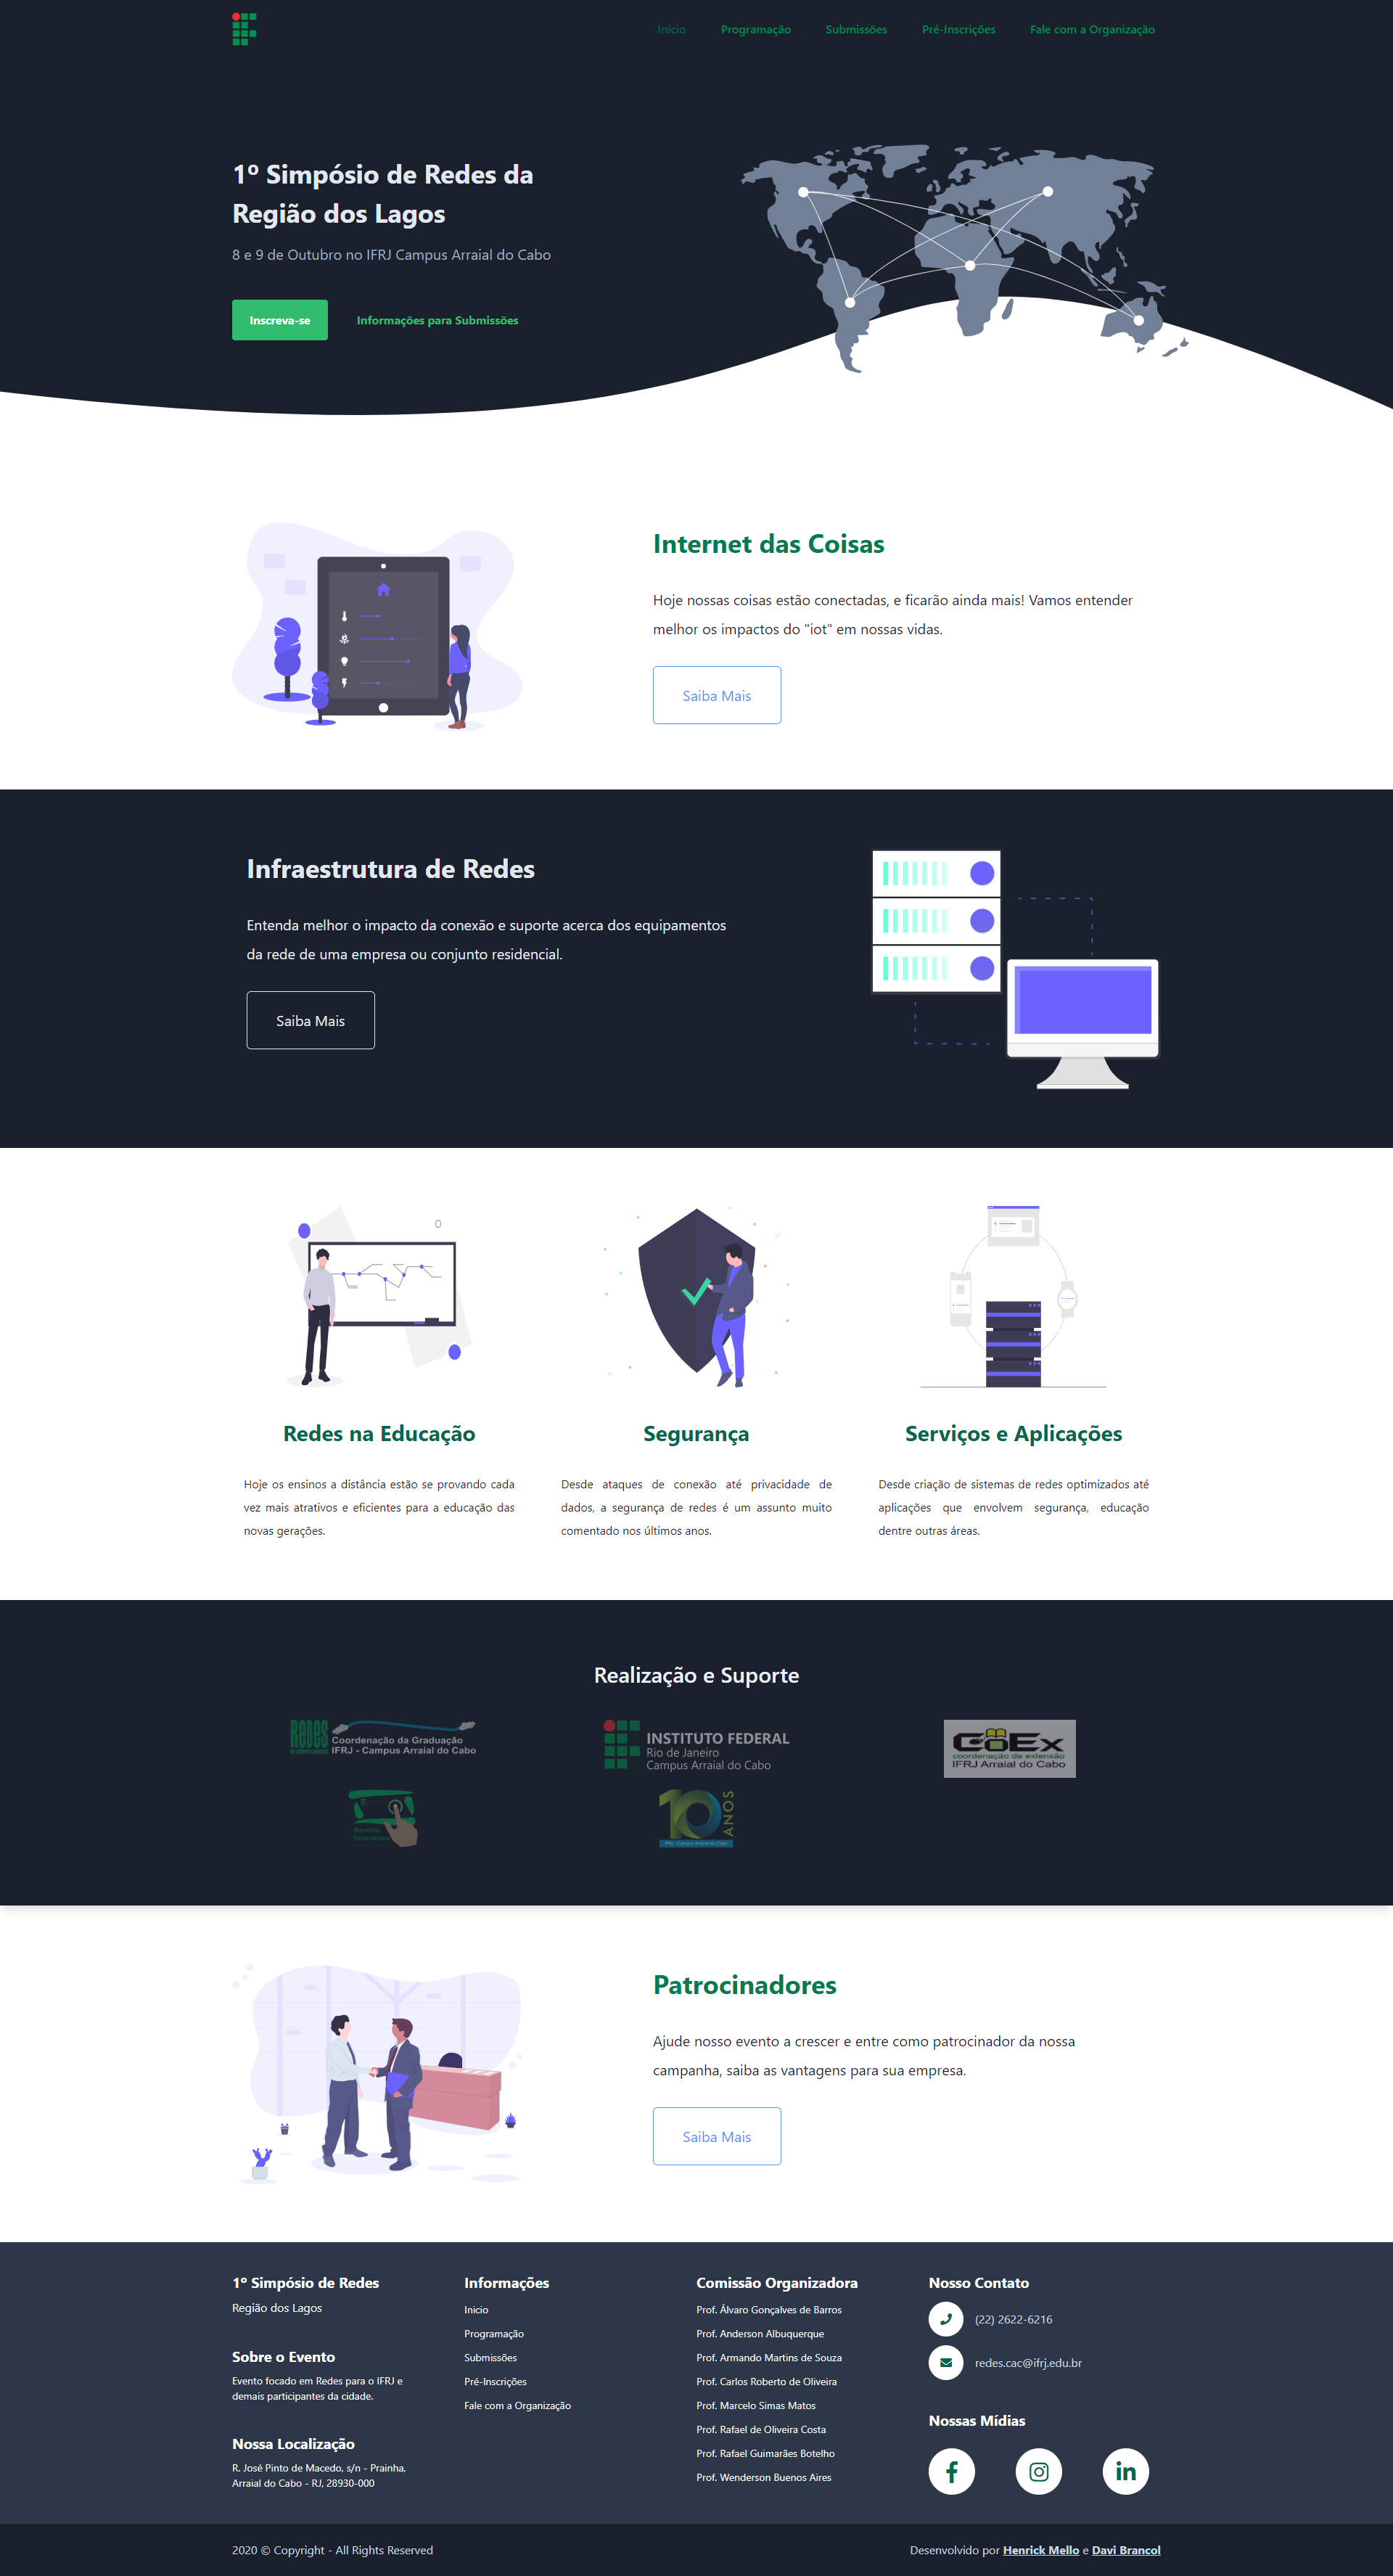 Início
Programação
Submissões
Pré-Inscrições
Fale com a Organização
1º Simpósio de Redes da
Região dos Lagos
8 e 9 de Outubro no IFRJ Campus Arraial do Cabo
Inscreva-se
Informações para Submissões
Internet das Coisas
Hoje nossas coisas estão conectadas, e ficarão ainda mais! Vamos entender
melhor os impactos do "iot" em nossas vidas.
Saiba Mais
Infraestrutura de Redes
Entenda melhor o impacto da conexão e suporte acerca dos equipamentos
da rede de uma empresa ou conjunto residencial.
Saiba Mais
Redes na Educação
Hoje os ensinos a distância estão se provando cada
vez mais atrativos e eficientes para a educação das
novas gerações.
Segurança
Desde ataques de conexão até privacidade de
dados, a segurança de redes é um assunto muito
comentado nos últimos anos.
Serviços e Aplicações
Desde criação de sistemas de redes optimizados até
aplicações que envolvem segurança, educação
dentre outras áreas.
Realização e Suporte
REDES
Coordenação da Graduação
IFRJ - Campus Arraial do Cabo
INSTITUTO FEDERAL
Rio de Janeiro
Campus Arraial do Cabo
CoEx
coordenação de extensão
IFRJ Arraial do Cabo
Revista
10 ANOS
IFRJ - Campus Arraial do Cabo
Patrocinadores
Ajude nosso evento a crescer e entre como patrocinador da nossa
campanha, saiba as vantagens para sua empresa.
Saiba Mais
1º Simpósio de Redes
Região dos Lagos
Sobre o Evento
Evento focado em Redes para o IFRJ e
demais participantes da cidade.
Nossa Localização
R. José Pinto de Macedo, s/n - Prainha,
Arraial do Cabo - RJ, 28930-000
Informações
Inicio
Programação
Submissões
Pré-Inscrições
Fale com a Organização
Comissão Organizadora
Prof. Álvaro Gonçalves de Barros
Prof. Anderson Albuquerque
Prof. Armando Martins de Souza
Prof. Carlos Roberto de Oliveira
Prof. Marcelo Simas Matos
Prof. Rafael de Oliveira Costa
Prof. Rafael Guimarães Botelho
Prof. Wenderson Buenos Aires
Nosso Contato
(22) 2622-6216
redes.cac@ifrj.edu.br
Nossas Mídias
2020 © Copyright - All Rights Reserved
Desenvolvido por Henrick Mello e Davi Brancol